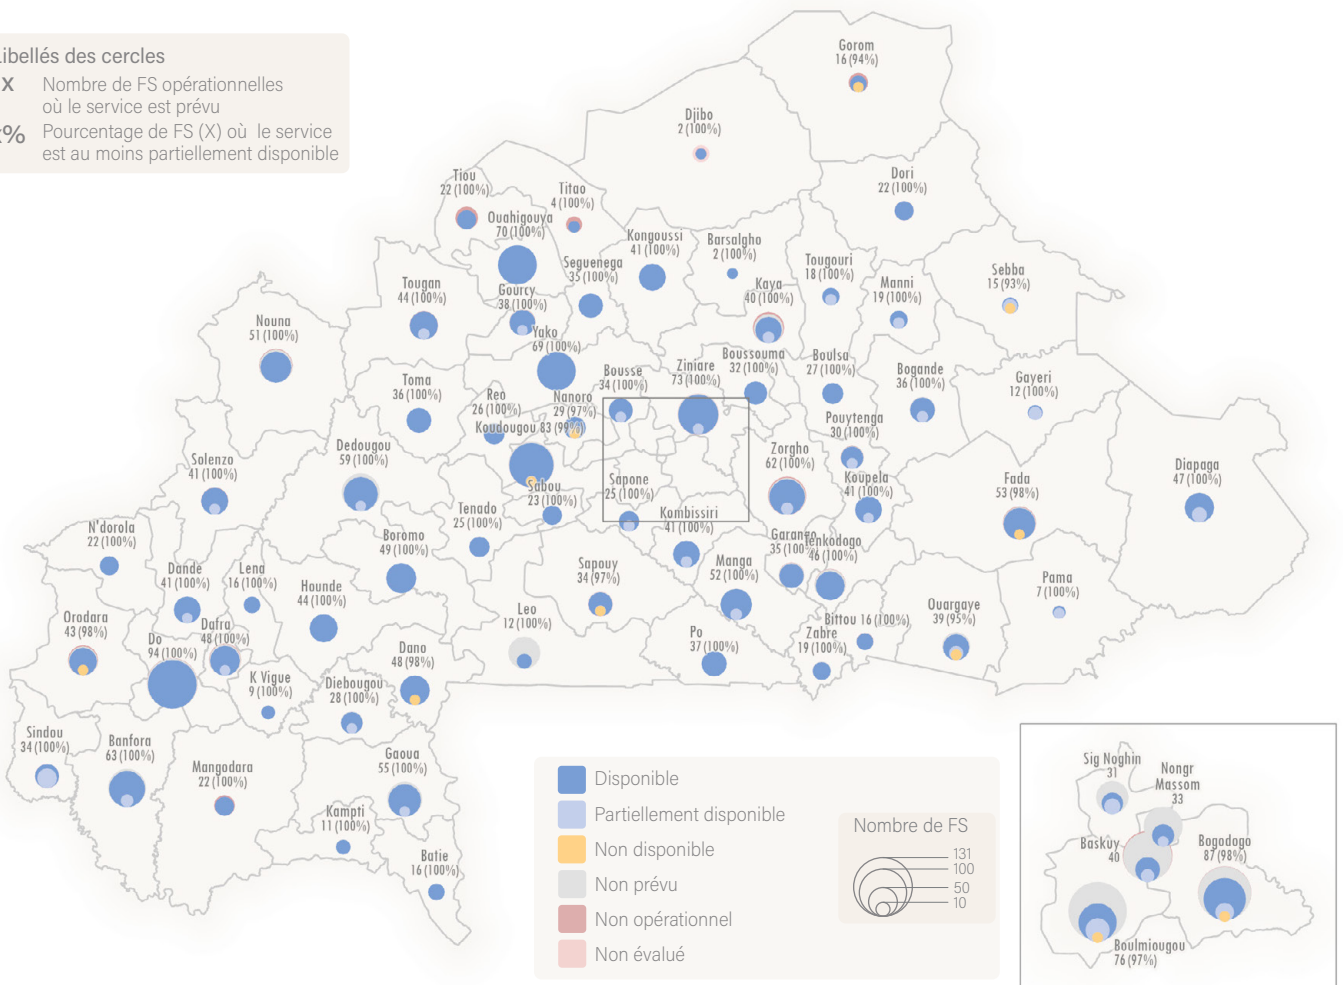 Libellés des cercles
X Nombre de FS opérationnelles
où le service est prévu
% Pourcentage de FS (X) où le service
est au moins partiellement disponible
Gorom
16 (94%)
Djibo
2 (100%)
Dori
22 (100%)
Tiou
22 (100%)
Titao
4 (100%)
Ouahigouya
70 (100%)
Kongoussi
41 (100%)
Barsalgho
2 (100%)
Seguenega
35 (100%)
Tougouri
18 (100%)
Sebba
15 (93%)
Manni
19 (100%)
Tougan
44 (100%)
Gourcy
38 (100%)
Kaya
40 (100%)
Nouna
51 (100%)
Yako
69 (100%)
Ziniare
73 (100%)
Boussouma
32 (100%)
Boulsa
27 (100%)
Bousse
34 (100%)
Bogande
36 (100%)
Gayeri
12 (100%)
Toma
36 (100%)
Reo
26 (100%)
Nanoro
29 (97%)
Koudougou 83 (99%)
Pouytenga
30 (100%)
Dedougou
59 (100%)
Solenzo
41 (100%)
Zorgho
62 (100%)
Koupela
41 (100%)
Fada
53 (98%)
Diapaga
47 (100%)
Sabou
23 (100%)
Sapone
25 (100%)
Tenado
25 (100%)
Kombissiri
41 (100%)
N'dorola
22 (100%)
Boromo
49 (100%)
Garango
35 (100%)
Tenkodogo
46 (100%)
Dande
41 (100%)
Lena
16 (100%)
Hounde
44 (100%)
Sapouy
34 (97%)
Manga
52 (100%)
Pama
7 (100%)
Orodara
43 (98%)
Dafra
48 (100%)
Do
94 (100%)
Leo
12 (100%)
Ouargaye
39 (95%)
Bittou 16 (100%)
Po
37 (100%)
Zabre
19 (100%)
Dano
48 (98%)
K Vigue
9 (100%)
Diebougou
28 (100%)
Sindou
34 (100%)
Banfora
63 (100%)
Mangodara
22 (100%)
Gaoua
55 (100%)
Kampti
11 (100%)
Batie
16 (100%)
Disponible
Partiellement disponible
Non disponible
Non prévu
Non opérationnel
Non évalué
Nombre de FS
131
100
50
10
Sig Noghin
31
Nongr
Massom
33
Baskuy
40
Bogodogo
87 (98%)
Boulmiougou
76 (97%)